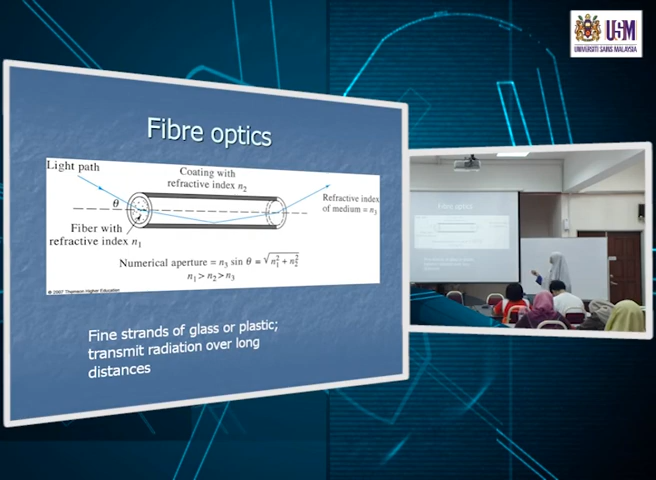 USM
UNIVERSITI SAINS MALAYSIA
Fibre optics
Light path
Coating with
refractive index n₂
Refractive index
of medium = n₃
θ
Fiber with
refractive index n₁
Numerical aperture = n₃ sin θ = √n₁² + n₂²
n₁ > n₂ > n₃
© 2007 Thomson Higher Education
Fine strands of glass or plastic;
transmit radiation over long
distances
Fibre optics